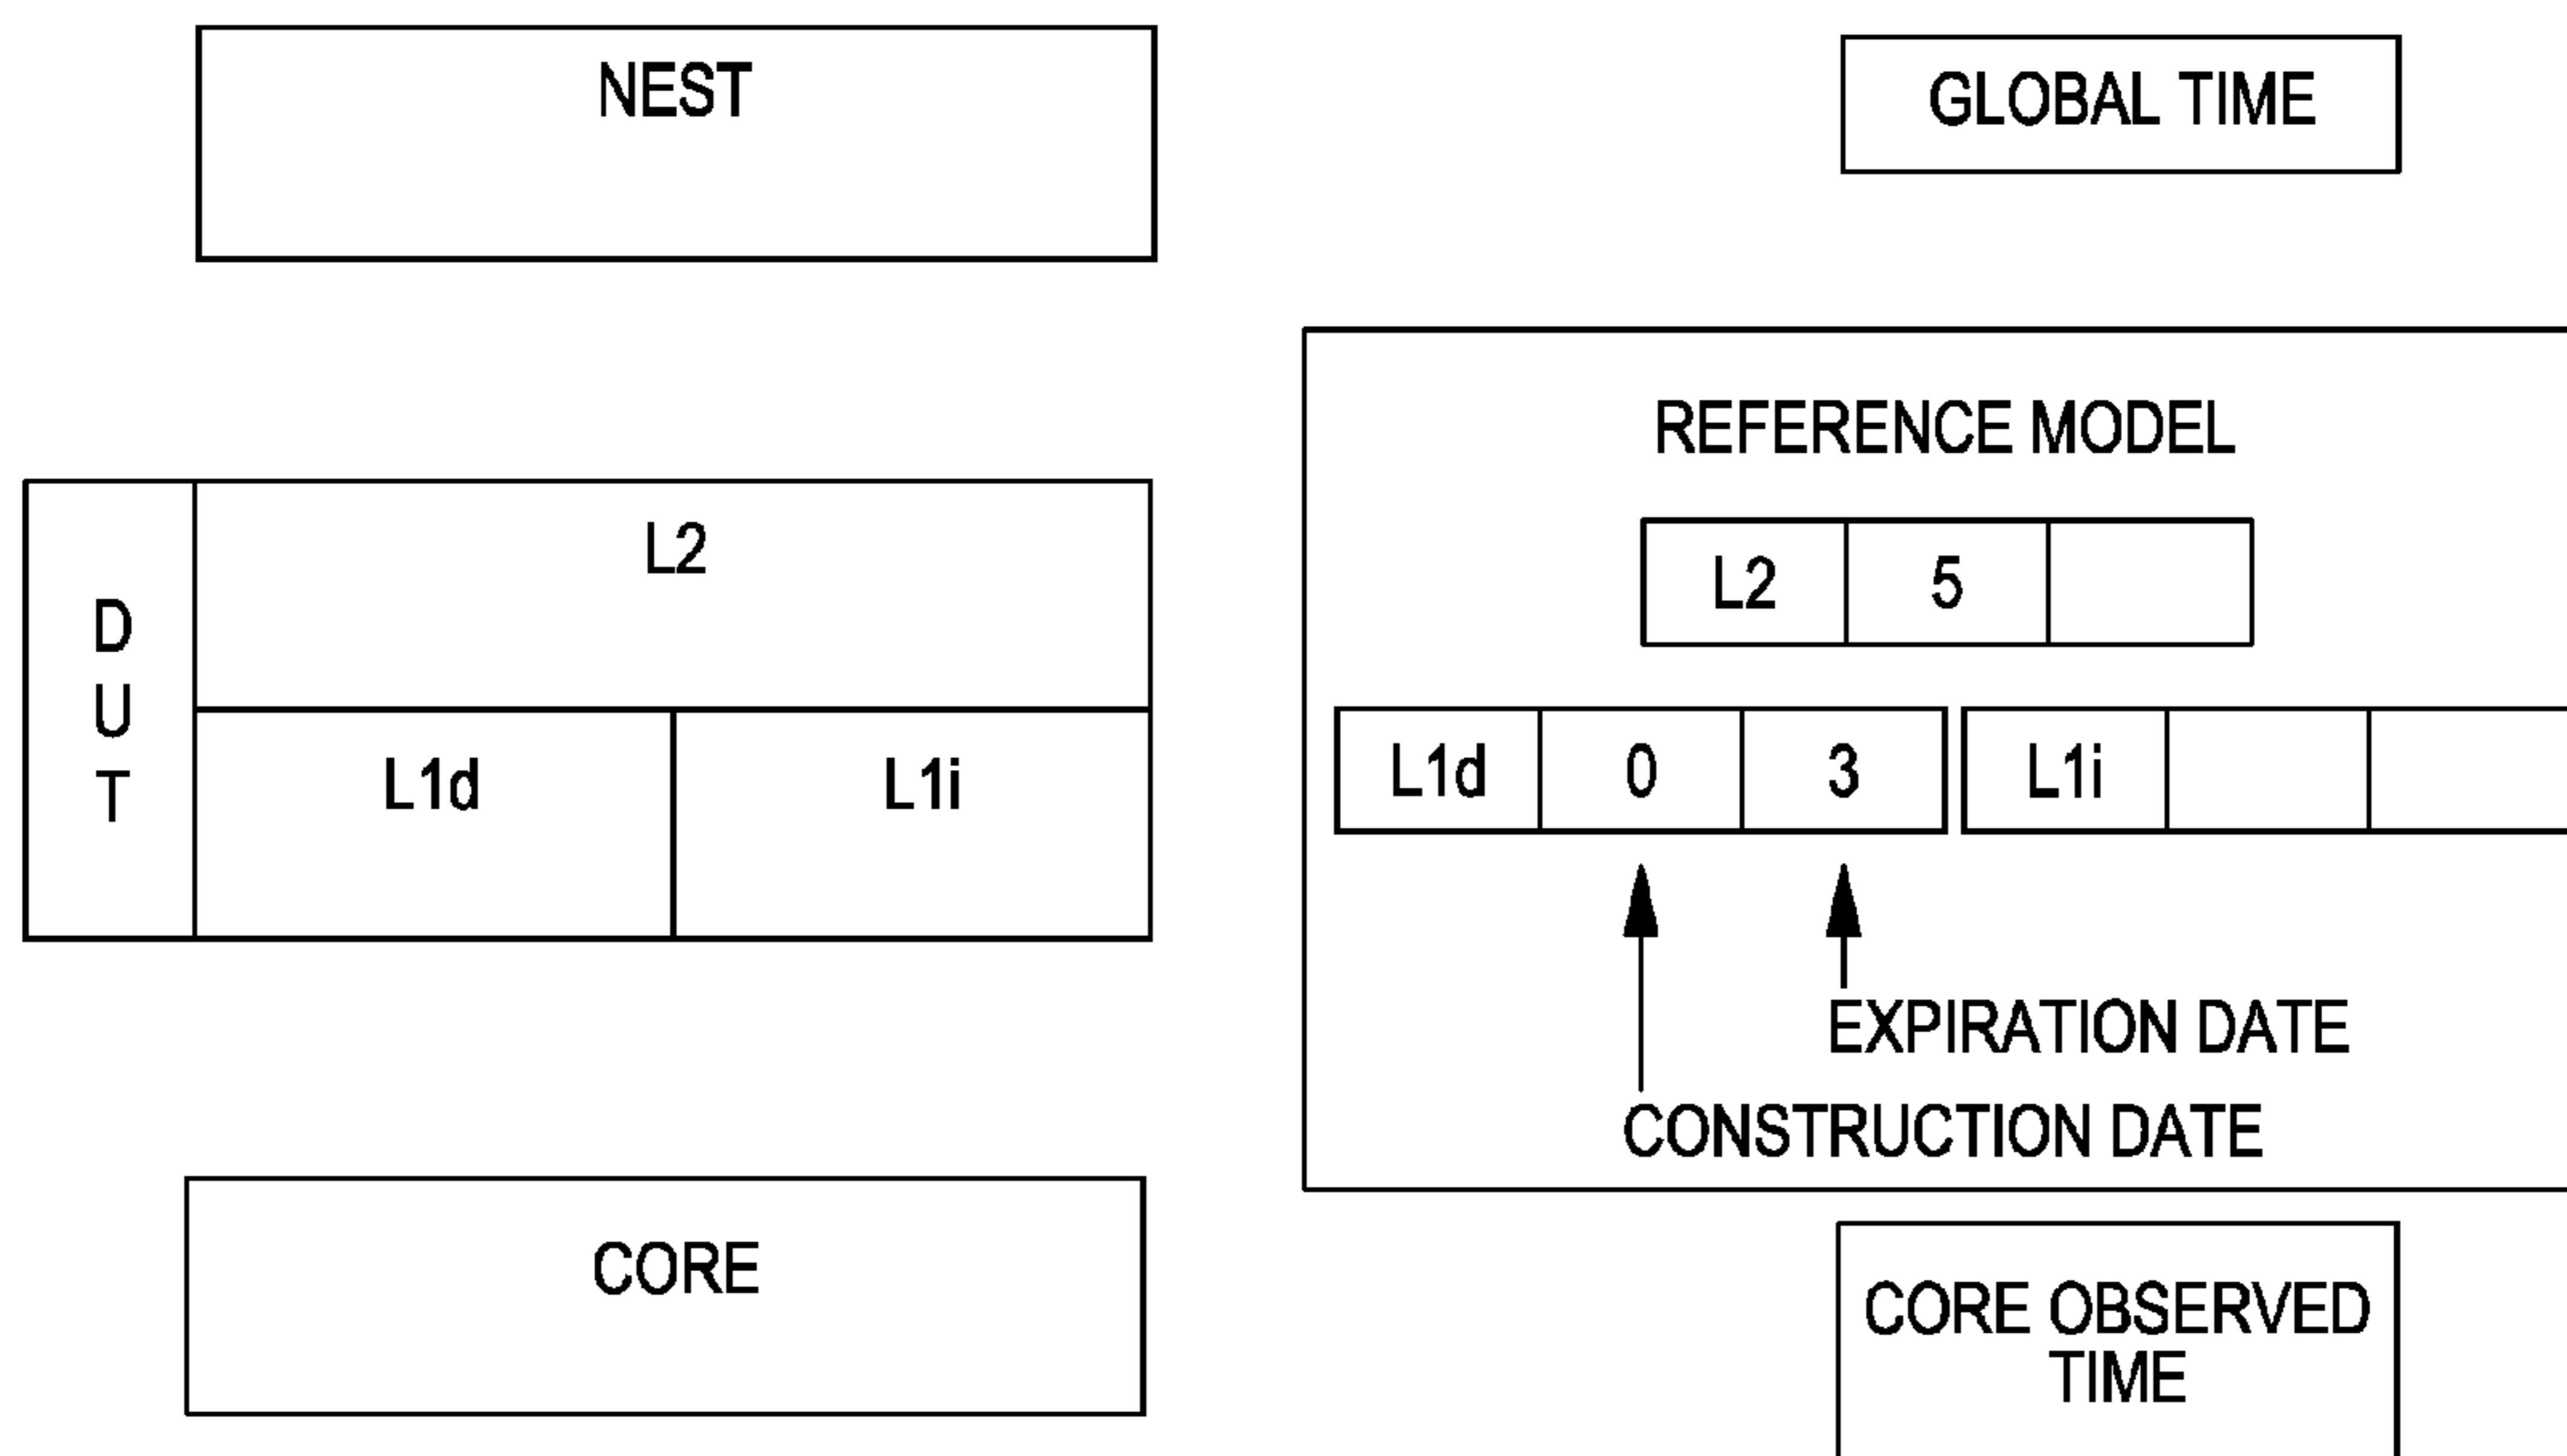 NEST
GLOBAL TIME
REFERENCE MODEL
L2 5
L1d 0 3 L1i
EXPIRATION DATE
CONSTRUCTION DATE
D
U
T
L2
L1d L1i
CORE
CORE OBSERVED
TIME